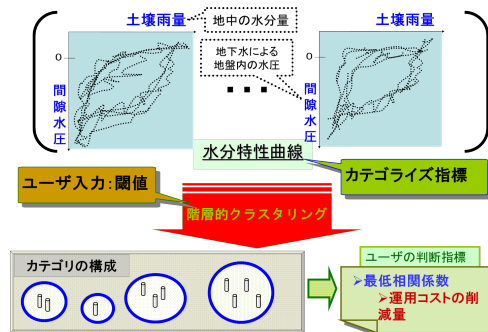 土壌雨量
地中の水分量
土壌雨量
0
0
地下水による
地盤内の水圧
間隙水圧
間隙水圧
水分特性曲線
カテゴライズ指標
ユーザ入力:閾値
階層的クラスタリング
カテゴリの構成
ユーザの判断指標
➢最低相関係数
➢運用コストの削
減量